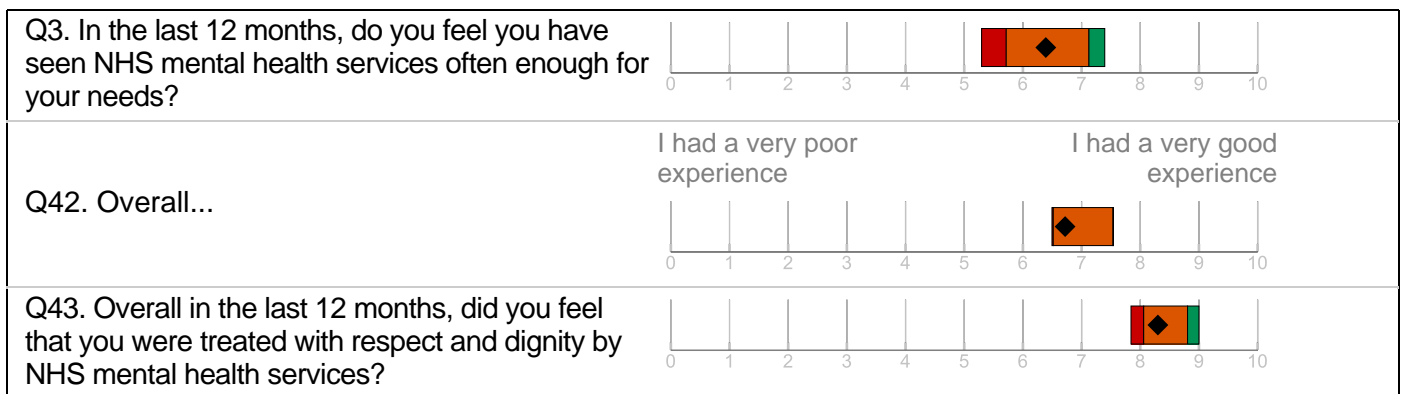 Q3. In the last 12 months, do you feel you have
seen NHS mental health services often enough for
your needs?
0 1 2 3 4 5 6 7 8 9 10
I had a very poor
experience
I had a very good
experience
Q42. Overall...
0 1 2 3 4 5 6 7 8 9 10
Q43. Overall in the last 12 months, did you feel
that you were treated with respect and dignity by
NHS mental health services?
0 1 2 3 4 5 6 7 8 9 10